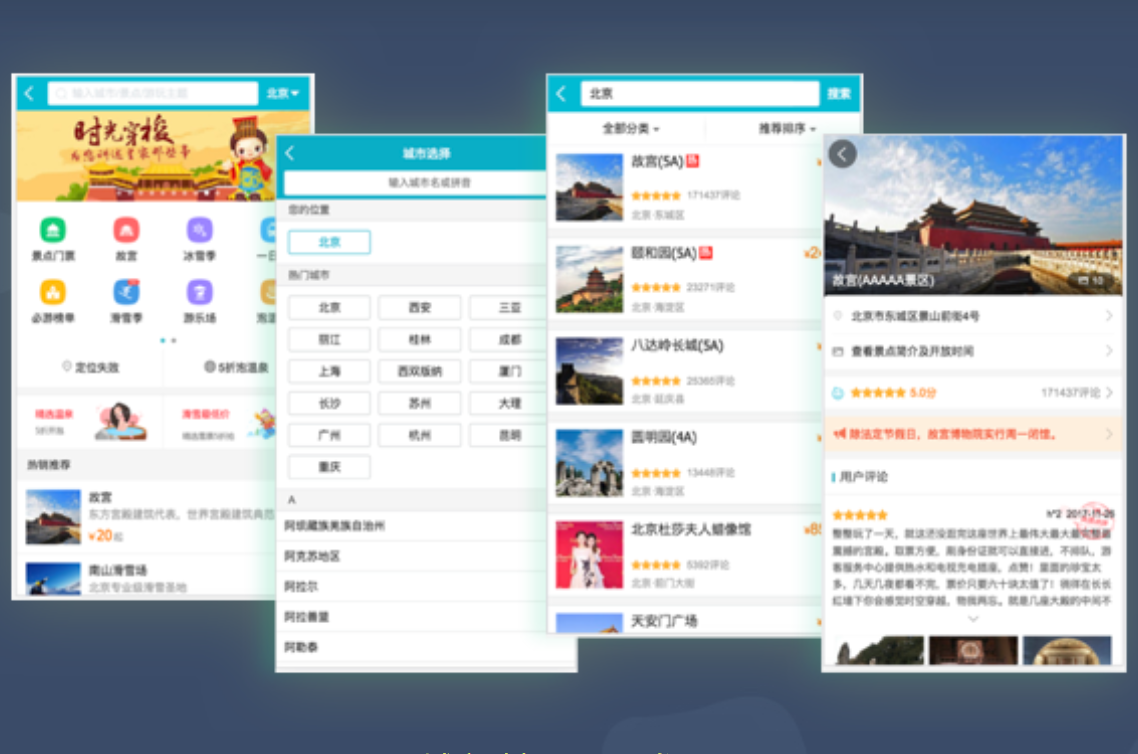 输入城市/景点/游玩主题
北京
时光穿梭
为您讲述皇家那些事
景点门票
故宫
冰雪季
一日
必游榜单
滑雪季
游乐场
泡温
定位失败
5折泡温泉
精选温泉
5折开抢
滑雪最低价
热销推荐
故宫
东方宫殿建筑代表，世界宫殿建筑典范
¥20起
南山滑雪场
北京专业级滑雪基地
城市选择
输入城市名或拼音
您的位置
北京
热门城市
北京 西安 三亚
丽江 桂林 成都
上海 西双版纳 厦门
长沙 苏州 大理
广州 杭州 昆明
重庆
A
阿坝藏族羌族自治州
阿克苏地区
阿拉尔
阿拉善盟
阿勒泰
北京 搜索
全部分类 推荐排序
故宫(5A)
171437评论
北京·东城区
颐和园(5A)
¥2
23271评论
北京·海淀区
八达岭长城(5A)
25365评论
北京·延庆县
圆明园(4A)
13448评论
北京·海淀区
北京杜莎夫人蜡像馆
5392评论
北京·前门大街
天安门广场
故宫(AAAAA景区)
10
北京市东城区景山前街4号
查看景点简介及开放时间
5.0分 171437评论
除法定节假日，故宫博物院实行周一闭馆。
用户评论
h*2 2017-11-26
整整玩了一天，就这还没逛完这座世界上最伟大最大最完整最
震撼的宫殿。取票方便，刷身份证就可以直接进，不排队，游
客服务中心提供热水和电视充电插座，点赞！里面的珍宝太
多，几天几夜都看不完，票价只要六十块太值了！徜徉在长长
红墙下你会感觉时空穿越，物我两忘。就是几座大殿的中间不